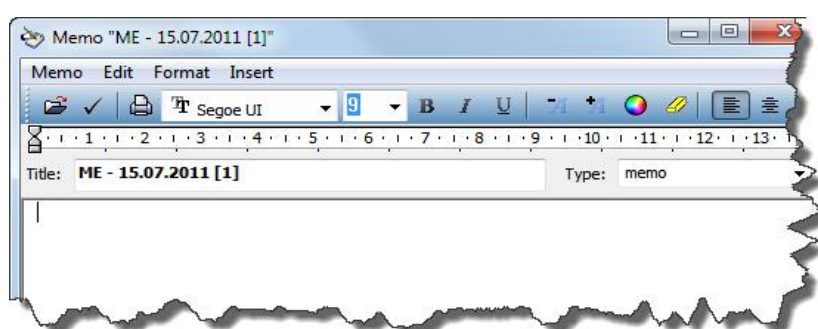 Memo "ME - 15.07.2011 [1]"
Memo Edit Format Insert
Segoe UI 9 B I U
1 2 3 4 5 6 7 8 9 10 11 12 13
Title: ME - 15.07.2011 [1] Type: memo